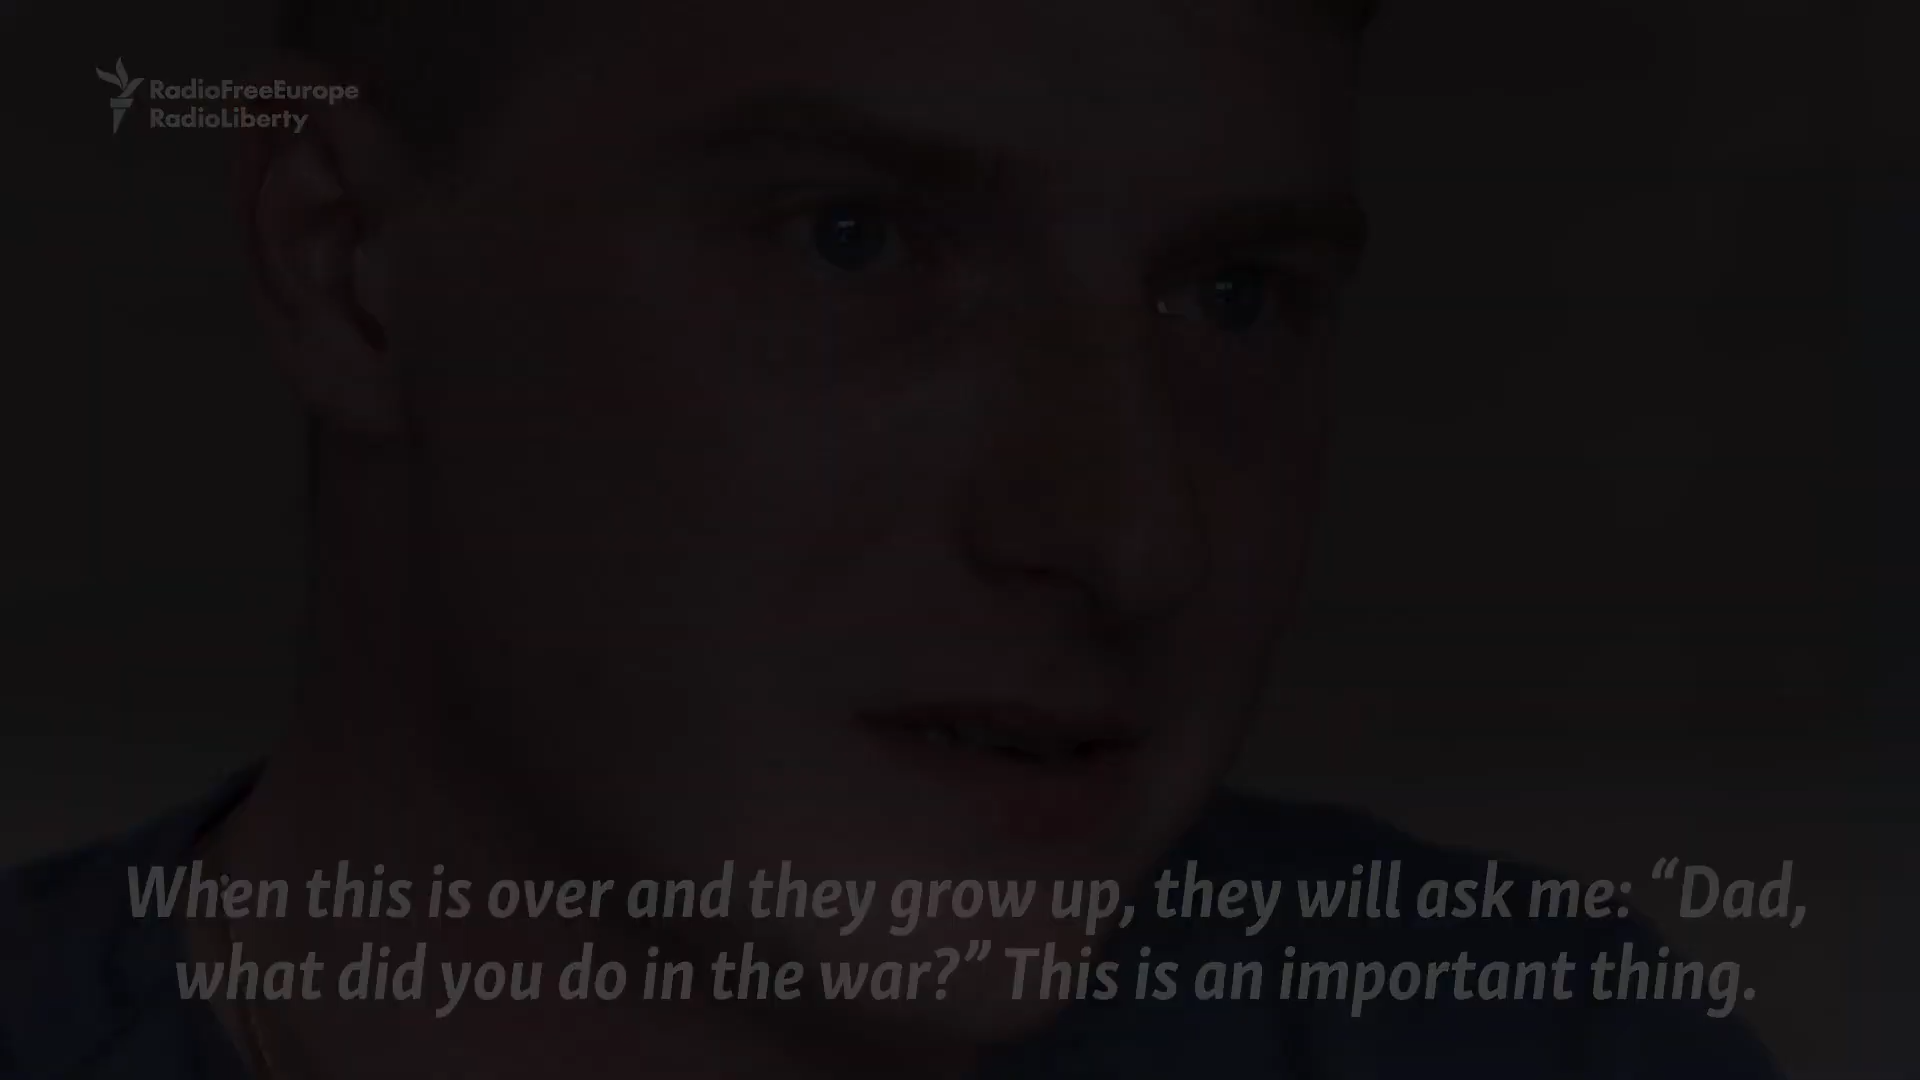 RadioFreeEurope
RadioLiberty
When this is over and they grow up, they will ask me: “Dad,
what did you do in the war?” This is an important thing.